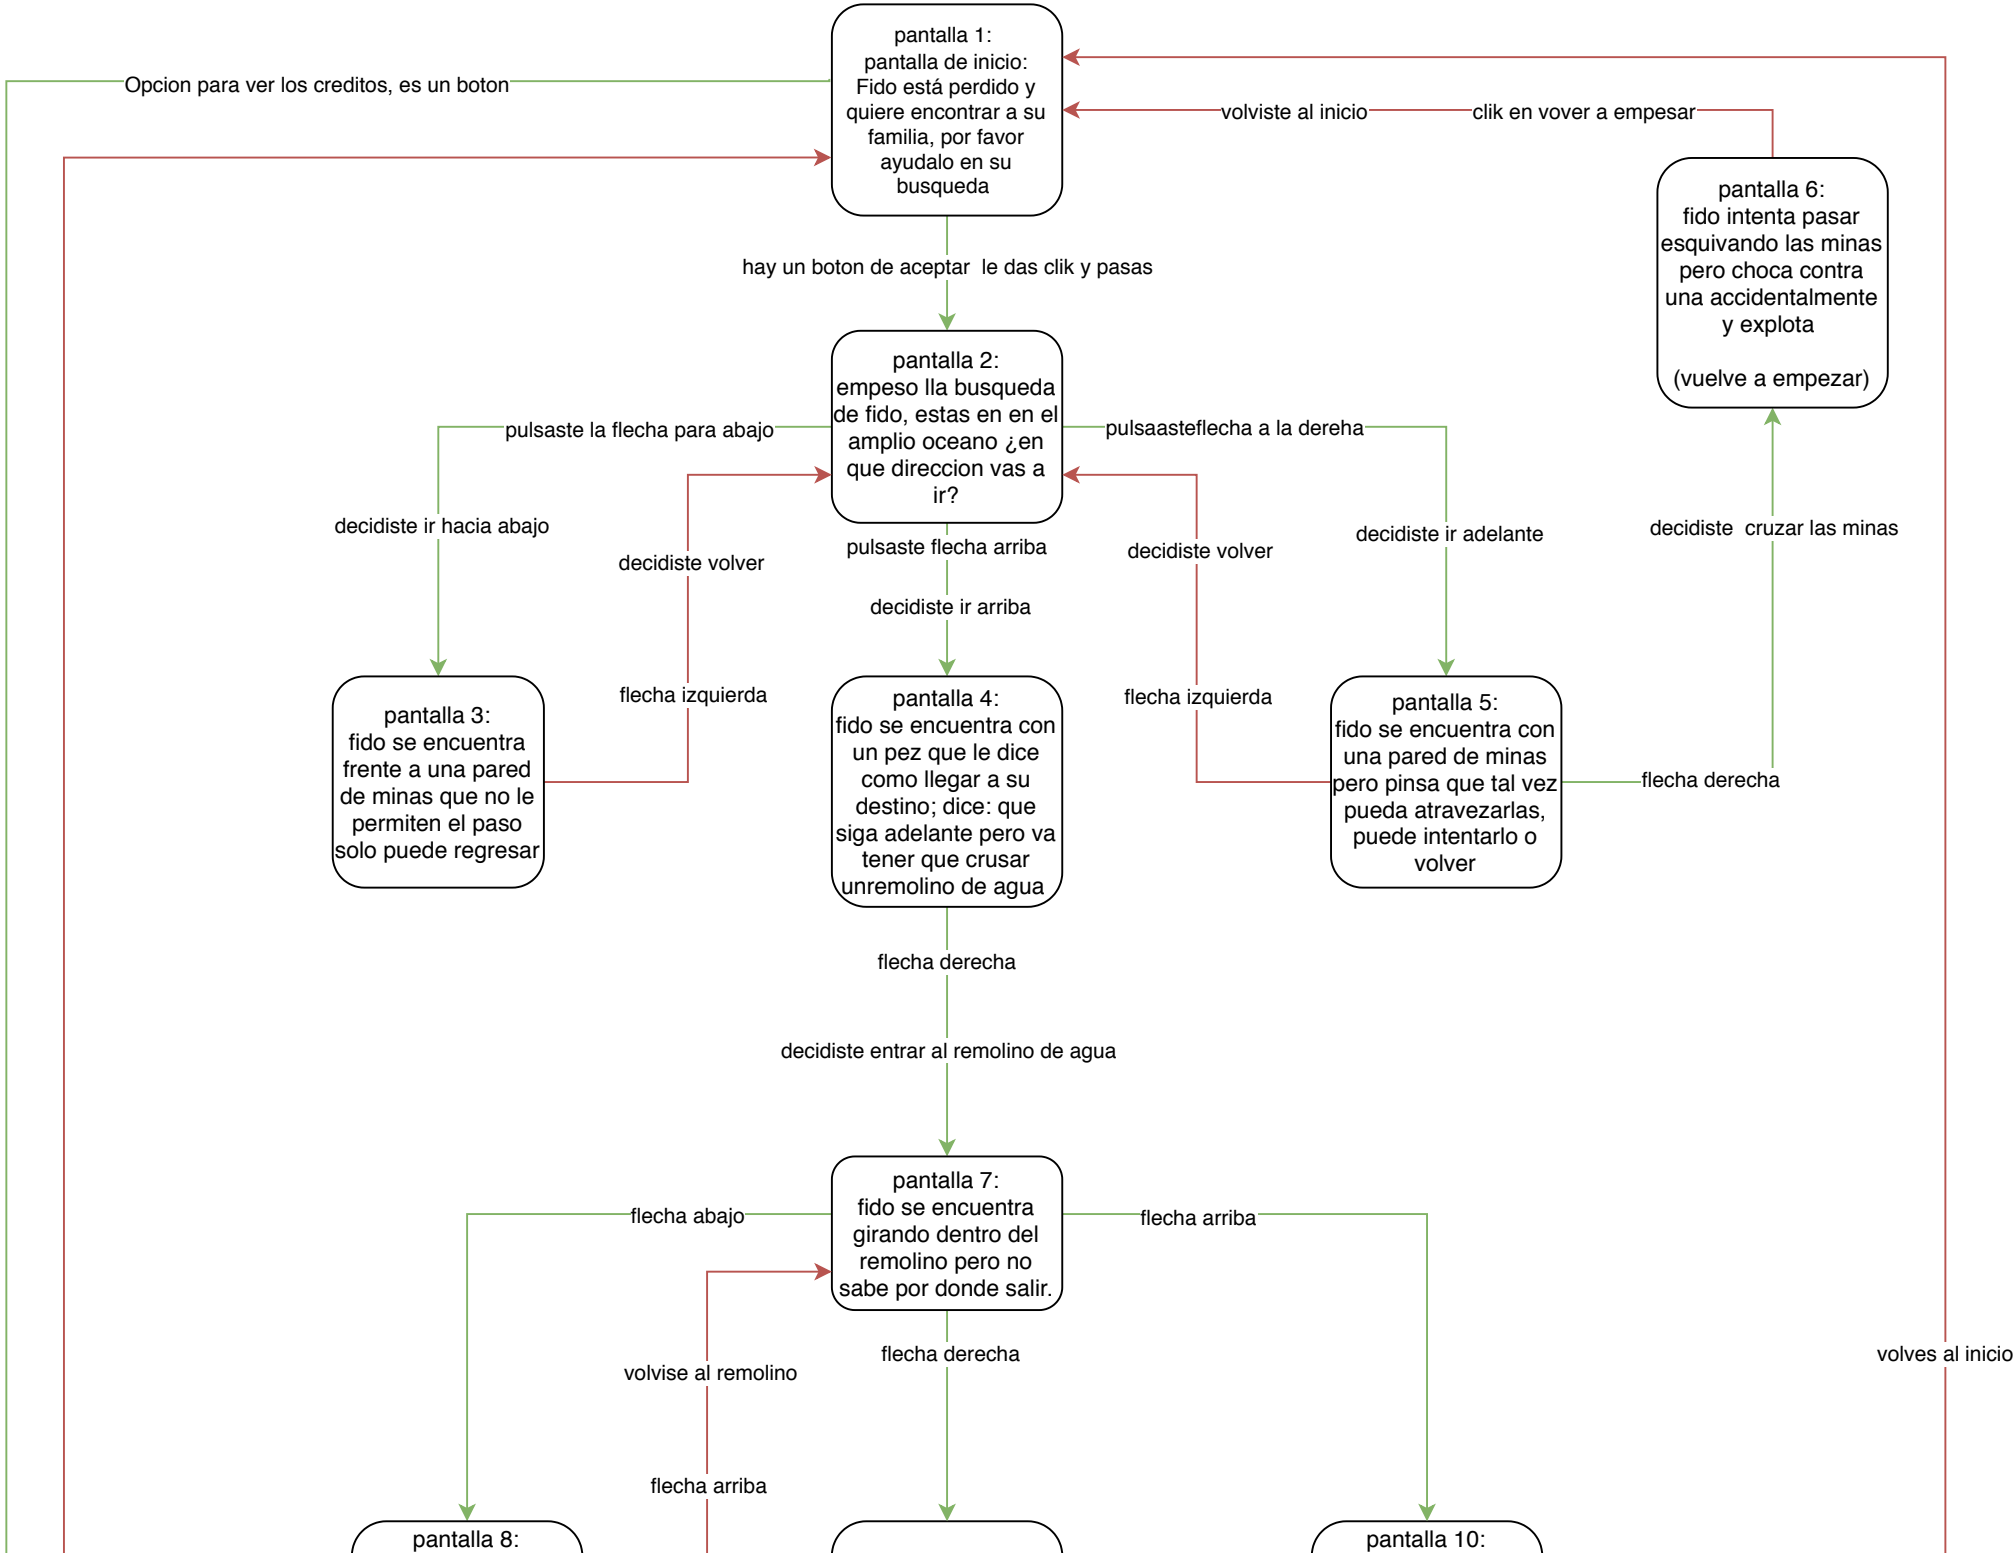 pantalla 1:
pantalla de inicio:
Fido está perdido y
quiere encontrar a su
familia, por favor
ayudalo en su
busqueda
Opcion para ver los creditos, es un boton
volviste al inicio
clik en vover a empesar
pantalla 6:
fido intenta pasar
esquivando las minas
pero choca contra
una accidentalmente
y explota
(vuelve a empezar)
hay un boton de aceptar  le das clik y pasas
pantalla 2:
empeso lla busqueda
de fido, estas en en el
amplio oceano ¿en
que direccion vas a
ir?
pulsaste la flecha para abajo
pulsaasteflecha a la dereha
decidiste ir hacia abajo
decidiste volver
flecha izquierda
pulsaste flecha arriba
decidiste ir arriba
decidiste volver
flecha izquierda
decidiste ir adelante
decidiste  cruzar las minas
pantalla 3:
fido se encuentra
frente a una pared
de minas que no le
permiten el paso
solo puede regresar
pantalla 4:
fido se encuentra con
un pez que le dice
como llegar a su
destino; dice: que
siga adelante pero va
tener que crusar
unremolino de agua
pantalla 5:
fido se encuentra con
una pared de minas
pero pinsa que tal vez
pueda atravezarlas,
puede intentarlo o
volver
flecha derecha
flecha derecha
decidiste entrar al remolino de agua
pantalla 7:
fido se encuentra
girando dentro del
remolino pero no
sabe por donde salir.
flecha abajo
flecha arriba
flecha derecha
volvise al remolino
flecha arriba
volves al inicio
pantalla 8:
pantalla 10: